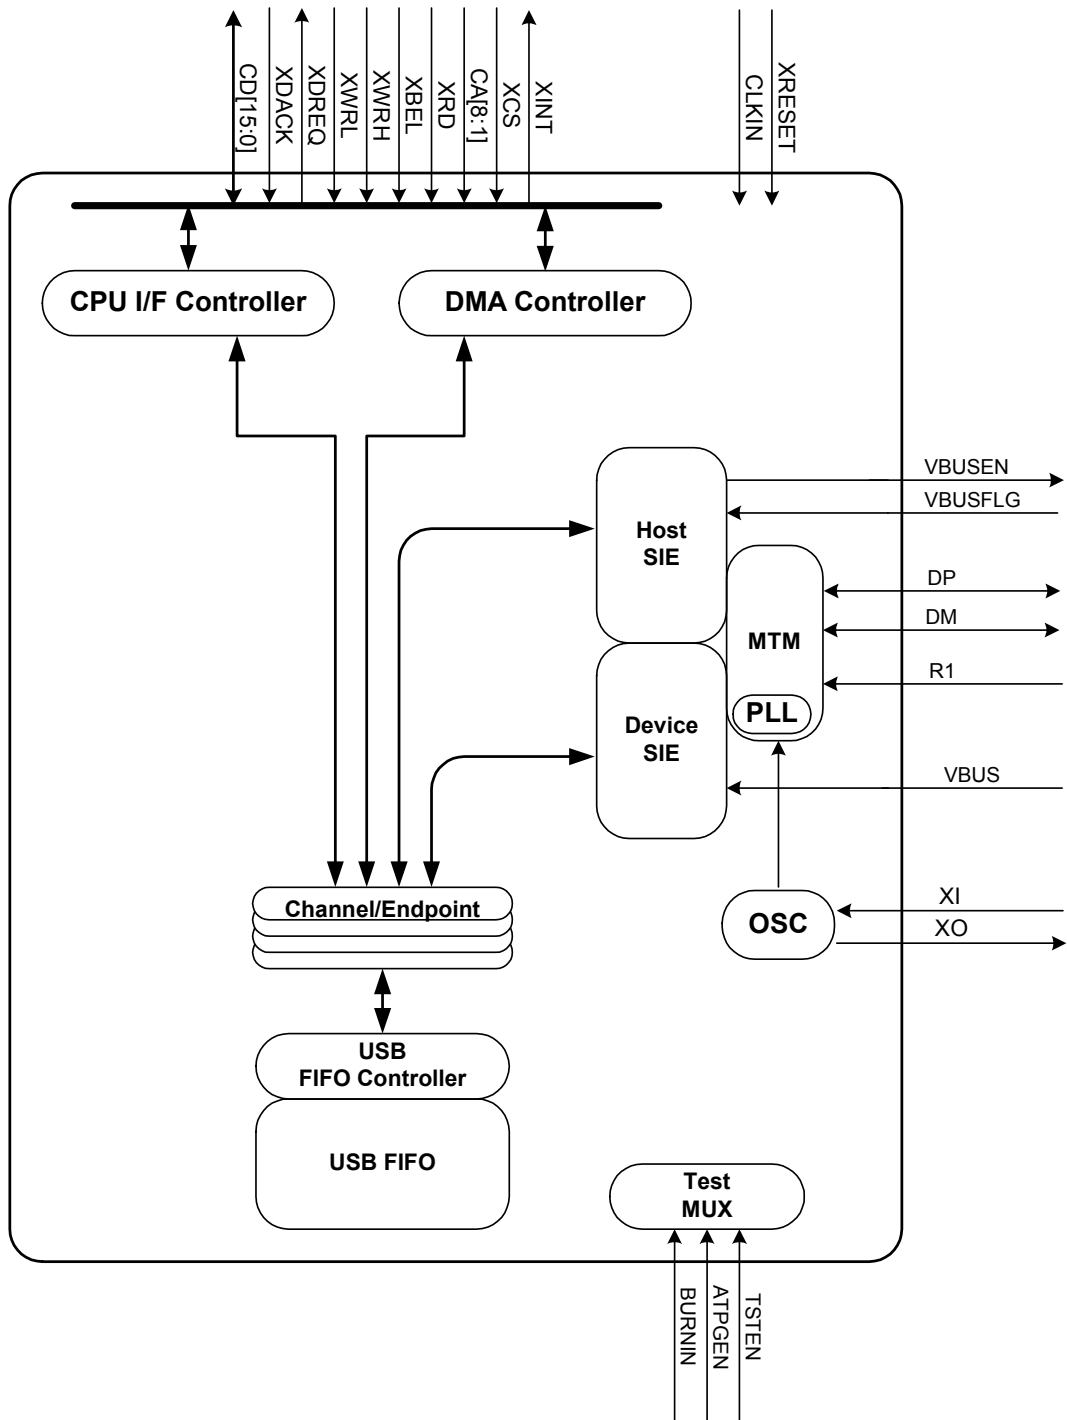 CD[15:0]
XDACK
XDREQ
XWRL
XWRH
XBEL
XRD
CA[8:1]
XCS
XINT
CLKIN
XRESET
CPU I/F Controller
DMA Controller
VBUSEN
VBUSFLG
Host
SIE
DP
DM
MTM
R1
PLL
Device
SIE
VBUS
XI
XO
OSC
Channel/Endpoint
USB
FIFO Controller
USB FIFO
Test
MUX
BURNIN
ATPGEN
TSTEN